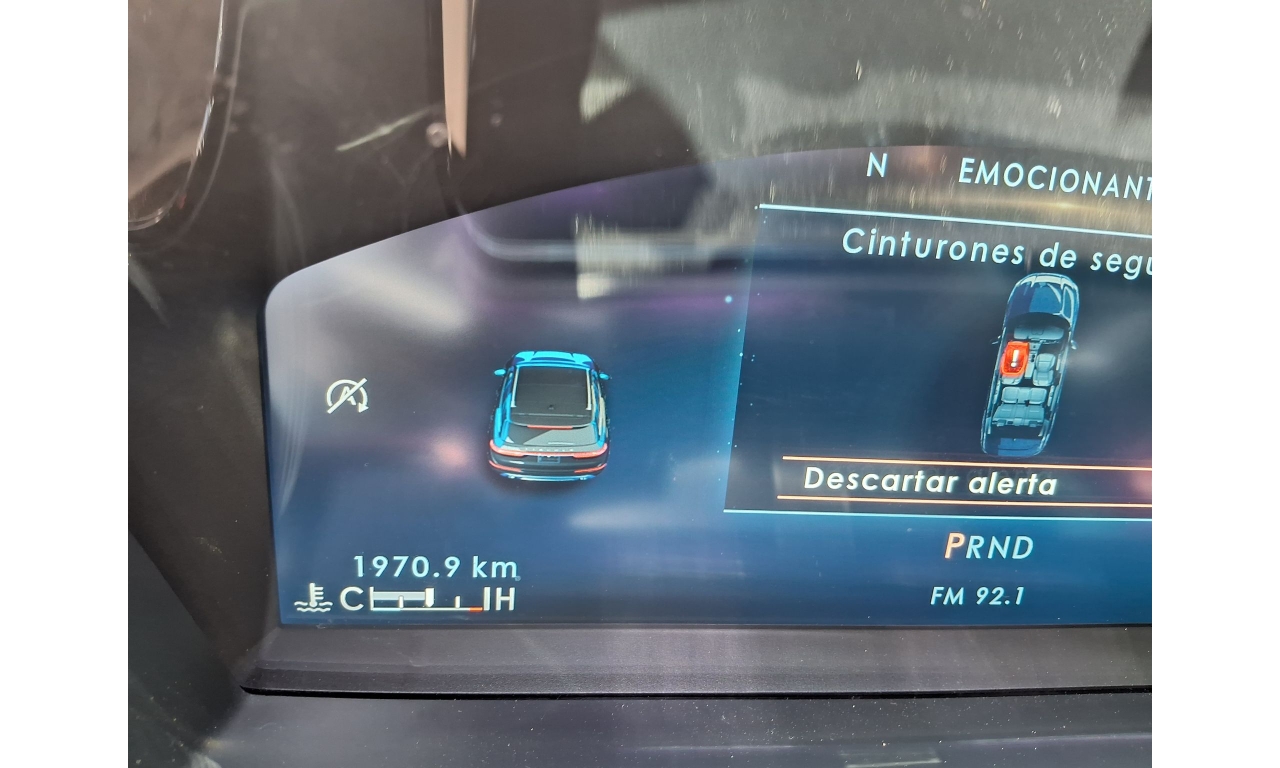 N EMOCIONANT
Cinturones de segu
Descartar alerta
PRND
FM 92.1
1970.9 km
C H